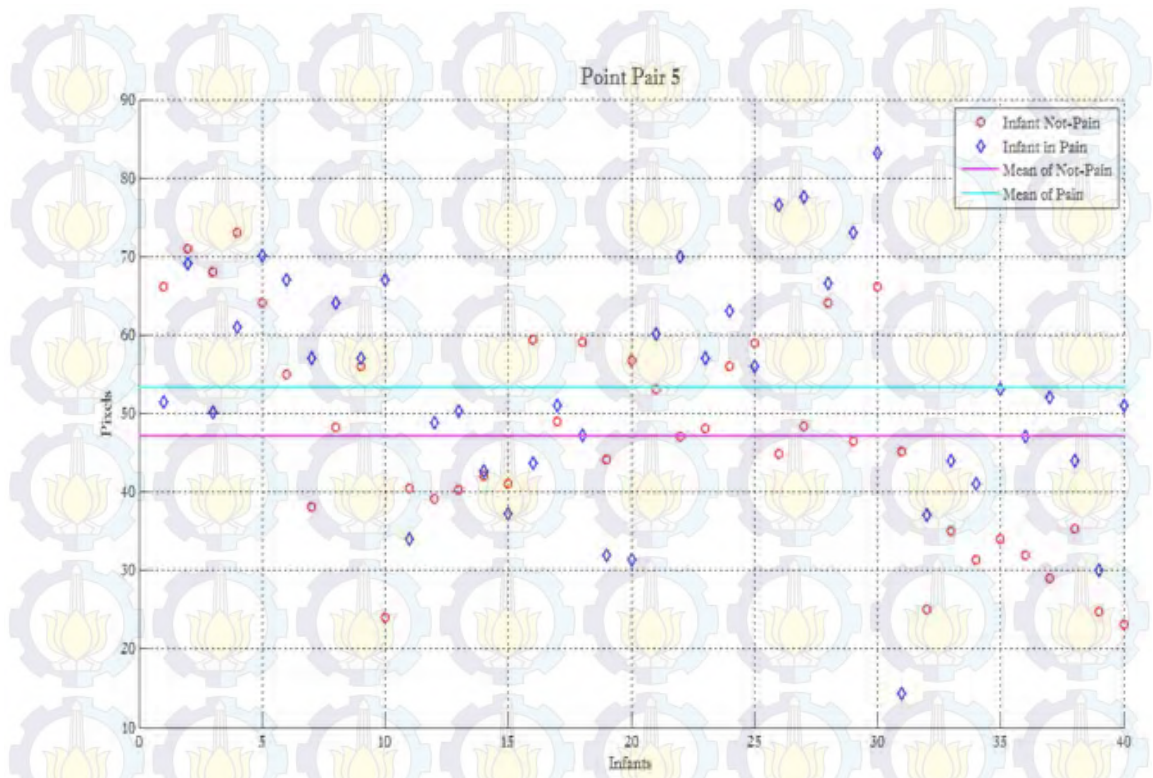 Point Pair 5
90
80
70
60
50
40
30
20
10
Pixels
0 5 10 15 20 25 30 35 40
Infants
Infant Not-Pain
Infant in Pain
Mean of Not-Pain
Mean of Pain